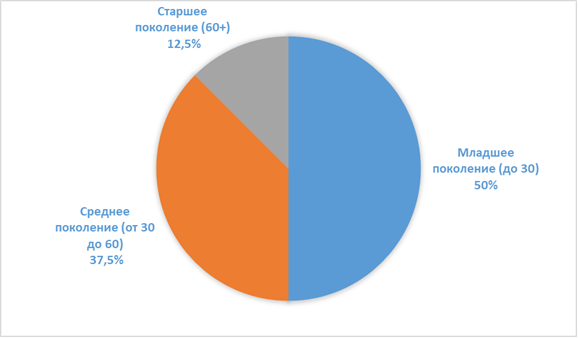 Старшее
поколение (60+)
12,5%
Младшее
поколение (до 30)
50%
Среднее
поколение (от 30
до 60)
37,5%